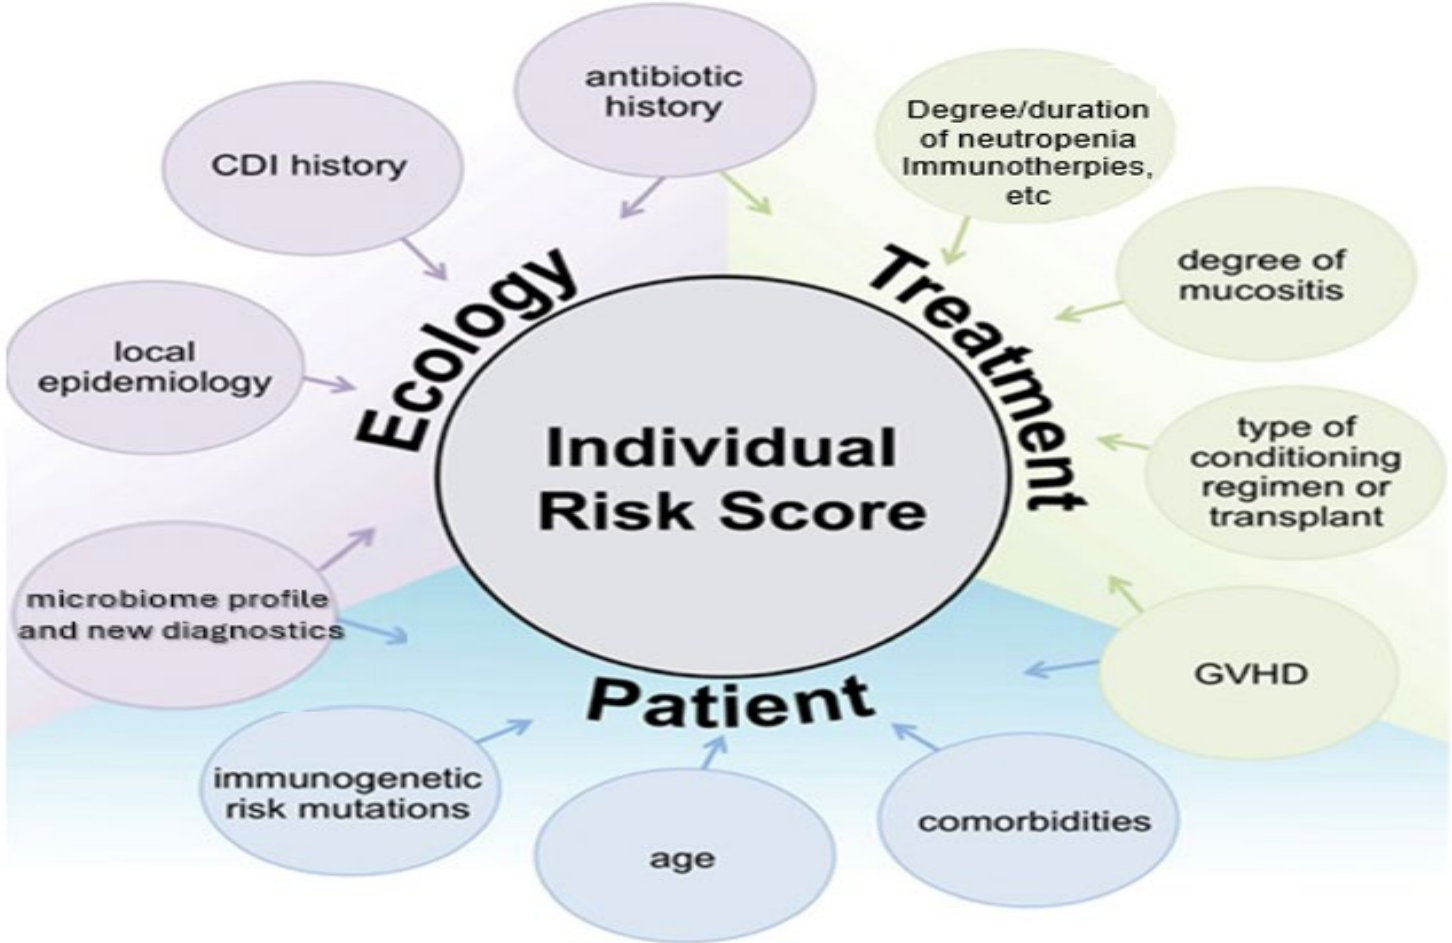 antibiotic
history
Degree/duration
of neutropenia
Immunotherpies,
etc
CDI history
degree of
mucositis
local
epidemiology
Ecology
Treatment
Individual
Risk Score
type of
conditioning
regimen or
transplant
microbiome profile
and new diagnostics
GVHD
Patient
immunogenetic
risk mutations
age
comorbidities